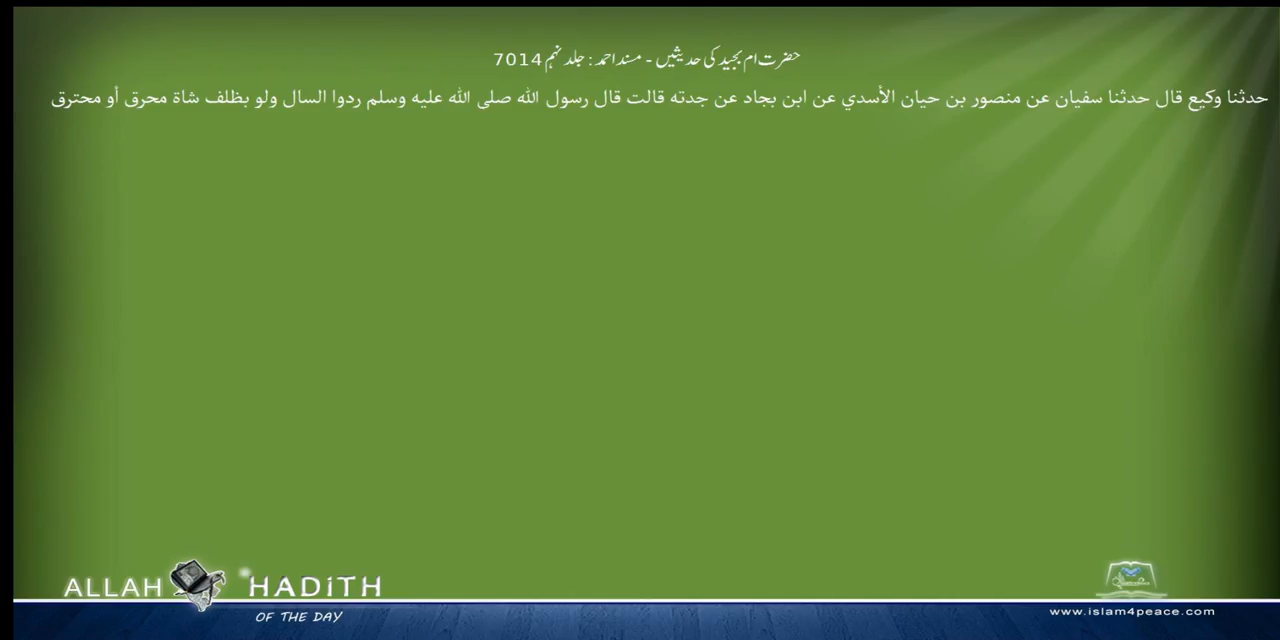 حضرت ام بجید کی حدیثیں - مسند احمد : جلد نہم 7014
حدثنا وكيع قال حدثنا سفيان عن منصور بن حيان الأسدي عن ابن بجاد عن جدته قالت قال رسول الله صلى الله عليه وسلم ردوا السال ولو بظلف شاة محرق أو محترق
ALLAH HADITH
OF THE DAY
www.islam4peace.com